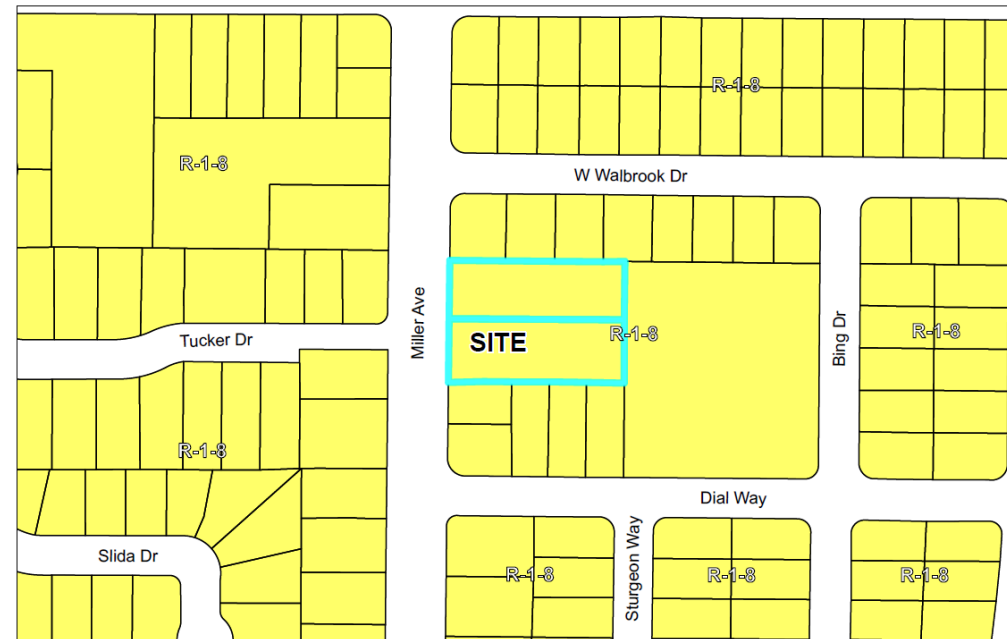 R-1-8
R-1-8
W Walbrook Dr
Miller Ave
Tucker Dr
SITE
R-1-8
Bing Dr
R-1-8
R-1-8
Dial Way
Slida Dr
Sturgeon Way
R-1-8
R-1-8
R-1-8